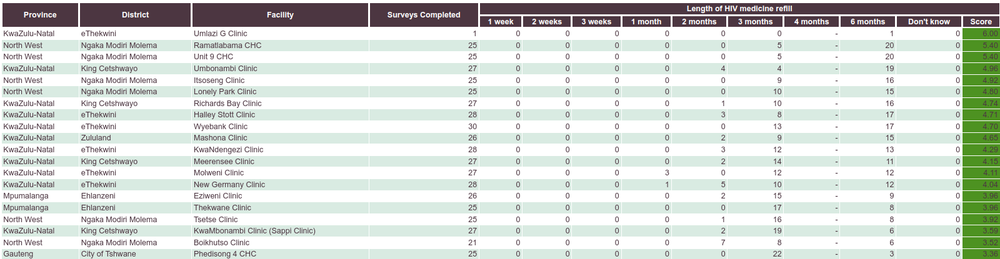 Province District Facility Surveys Completed Length of HIV medicine refill
1 week 2 weeks 3 weeks 1 month 2 months 3 months 4 months 6 months Don't know Score
KwaZulu-Natal eThekwini Umlazi G Clinic 1 0 0 0 0 0 0 - 1 0 6.00
North West Ngaka Modiri Molema Ramatlabama CHC 25 0 0 0 0 0 5 - 20 0 5.40
North West Ngaka Modiri Molema Unit 9 CHC 25 0 0 0 0 0 5 - 20 0 5.40
KwaZulu-Natal King Cetshwayo Umbonambi Clinic 27 0 0 0 0 4 4 - 19 0 4.96
North West Ngaka Modiri Molema Itsoseng Clinic 25 0 0 0 0 0 9 - 16 0 4.92
North West Ngaka Modiri Molema Lonely Park Clinic 25 0 0 0 0 0 10 - 15 0 4.80
KwaZulu-Natal King Cetshwayo Richards Bay Clinic 27 0 0 0 0 1 10 - 16 0 4.74
KwaZulu-Natal eThekwini Halley Stott Clinic 28 0 0 0 0 3 8 - 17 0 4.71
KwaZulu-Natal eThekwini Wyebank Clinic 30 0 0 0 0 0 13 - 17 0 4.70
KwaZulu-Natal Zululand Mashona Clinic 26 0 0 0 0 2 9 - 15 0 4.65
KwaZulu-Natal eThekwini KwaNdengezi Clinic 28 0 0 0 0 3 12 - 13 0 4.29
KwaZulu-Natal King Cetshwayo Meerensee Clinic 27 0 0 0 0 2 14 - 11 0 4.15
KwaZulu-Natal eThekwini Molweni Clinic 27 0 0 0 3 0 12 - 12 0 4.11
KwaZulu-Natal eThekwini New Germany Clinic 28 0 0 0 1 5 10 - 12 0 4.04
Mpumalanga Ehlanzeni Eziweni Clinic 26 0 0 0 0 2 15 - 9 0 3.96
Mpumalanga Ehlanzeni Thekwane Clinic 25 0 0 0 0 0 17 - 8 0 3.96
North West Ngaka Modiri Molema Tsetse Clinic 25 0 0 0 0 1 16 - 8 0 3.92
KwaZulu-Natal King Cetshwayo KwaMbonambi Clinic (Sappi Clinic) 27 0 0 0 0 2 19 - 6 0 3.59
North West Ngaka Modiri Molema Boikhutso Clinic 21 0 0 0 0 7 8 - 6 0 3.52
Gauteng City of Tshwane Phedisong 4 CHC 25 0 0 0 0 0 22 - 3 0 3.36